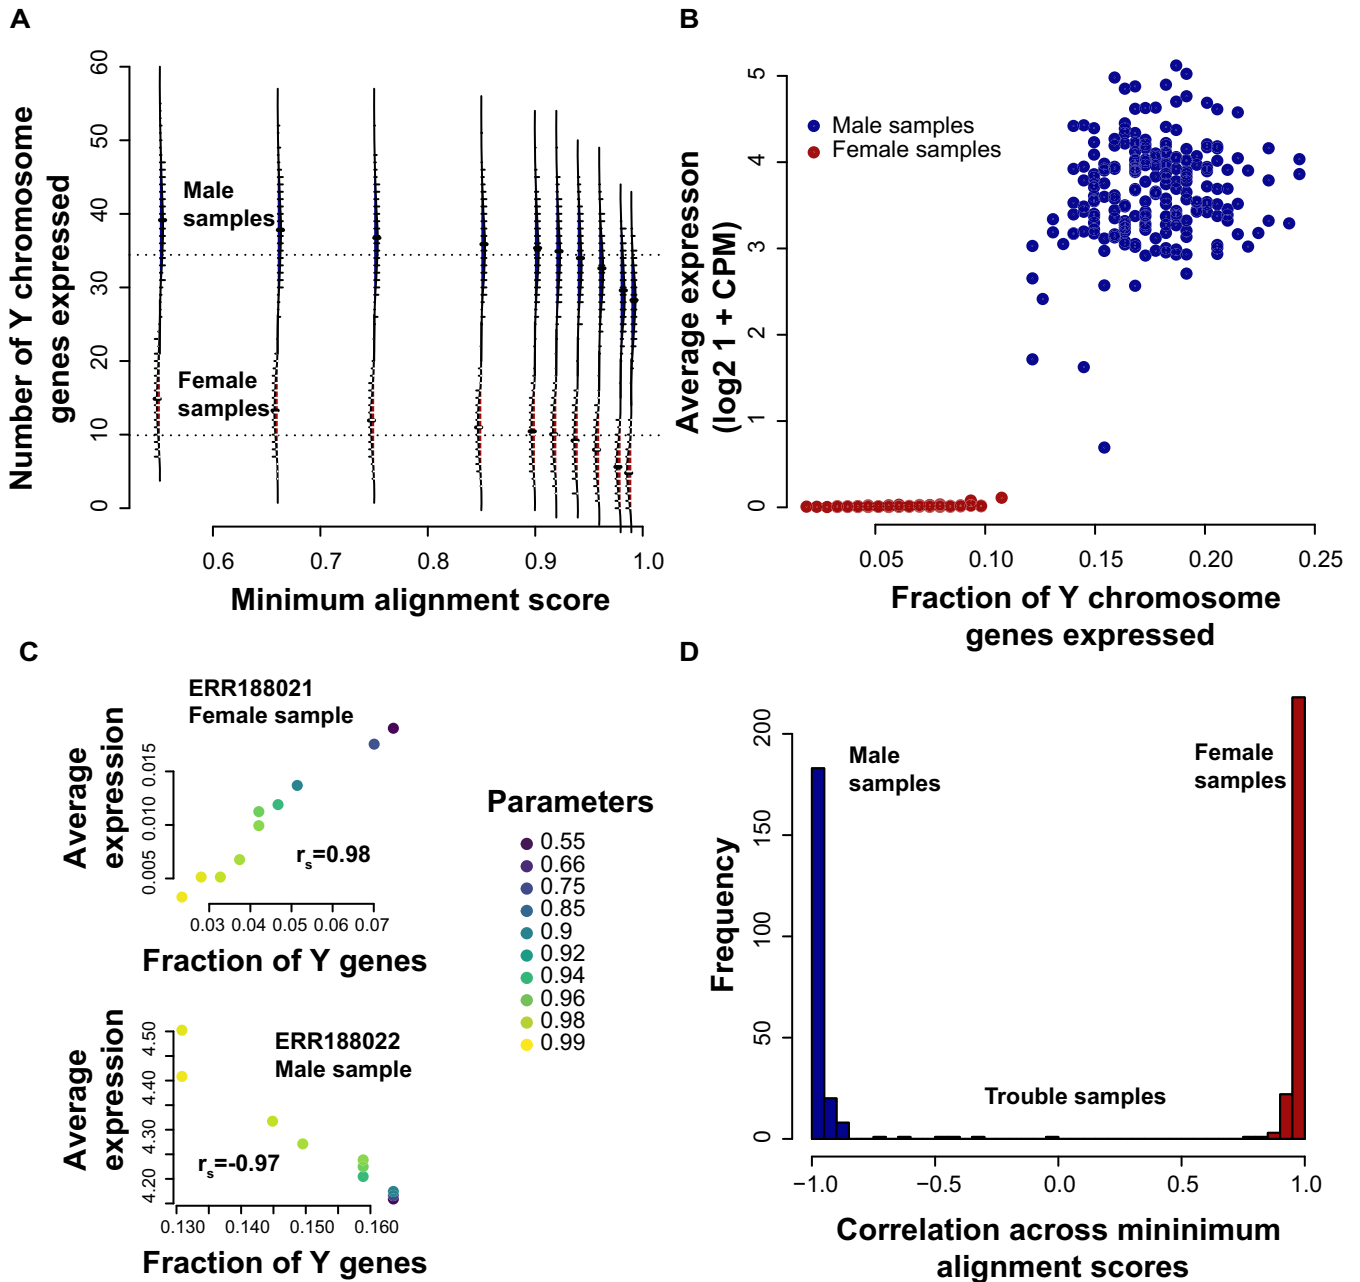 A
Number of Y chromosome
genes expressed
60
50
40
30
20
10
0
Male
samples
Female
samples
0.6 0.7 0.8 0.9 1.0
Minimum alignment score
B
Average expresson
(log2 1 + CPM)
5
4
3
2
1
0
Male samples
Female samples
0.05 0.10 0.15 0.20 0.25
Fraction of Y chromosome
genes expressed
C
ERR188021
Female sample
Average
expression
0.015
0.010
0.005
rs=0.98
0.03 0.04 0.05 0.06 0.07
Fraction of Y genes
Average
expression
4.50
4.40
4.30
4.20
ERR188022
Male sample
rs=-0.97
0.130 0.140 0.150 0.160
Fraction of Y genes
Parameters
0.55
0.66
0.75
0.85
0.9
0.92
0.94
0.96
0.98
0.99
D
Frequency
200
150
100
50
0
Male
samples
Female
samples
Trouble samples
−1.0 −0.5 0.0 0.5 1.0
Correlation across mininimum
alignment scores